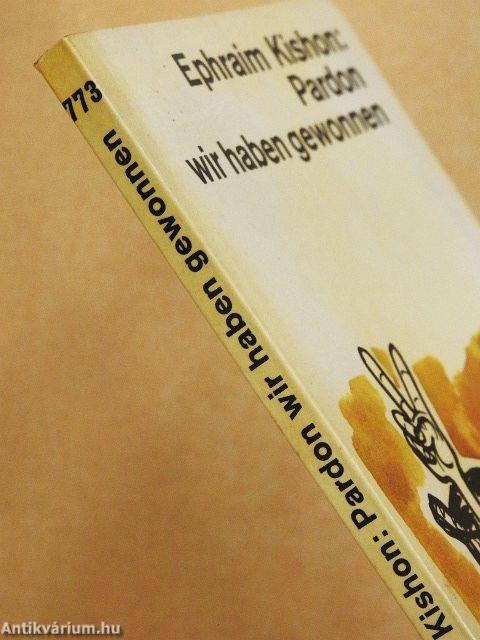 Ephraim Kishon:
Pardon
wir haben gewonnen
Kishon: Pardon wir haben gewonnen 773
Antikvárium.hu